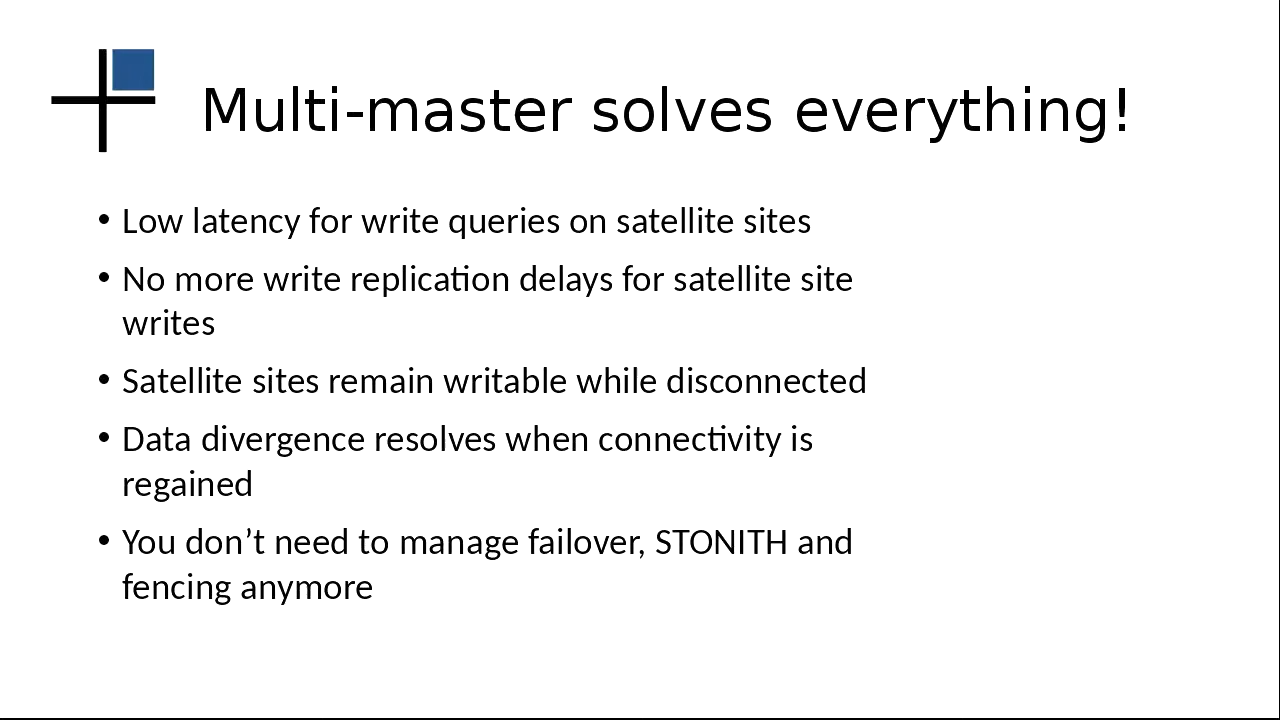 Multi-master solves everything!
• Low latency for write queries on satellite sites
• No more write replication delays for satellite site
writes
• Satellite sites remain writable while disconnected
• Data divergence resolves when connectivity is
regained
• You don’t need to manage failover, STONITH and
fencing anymore